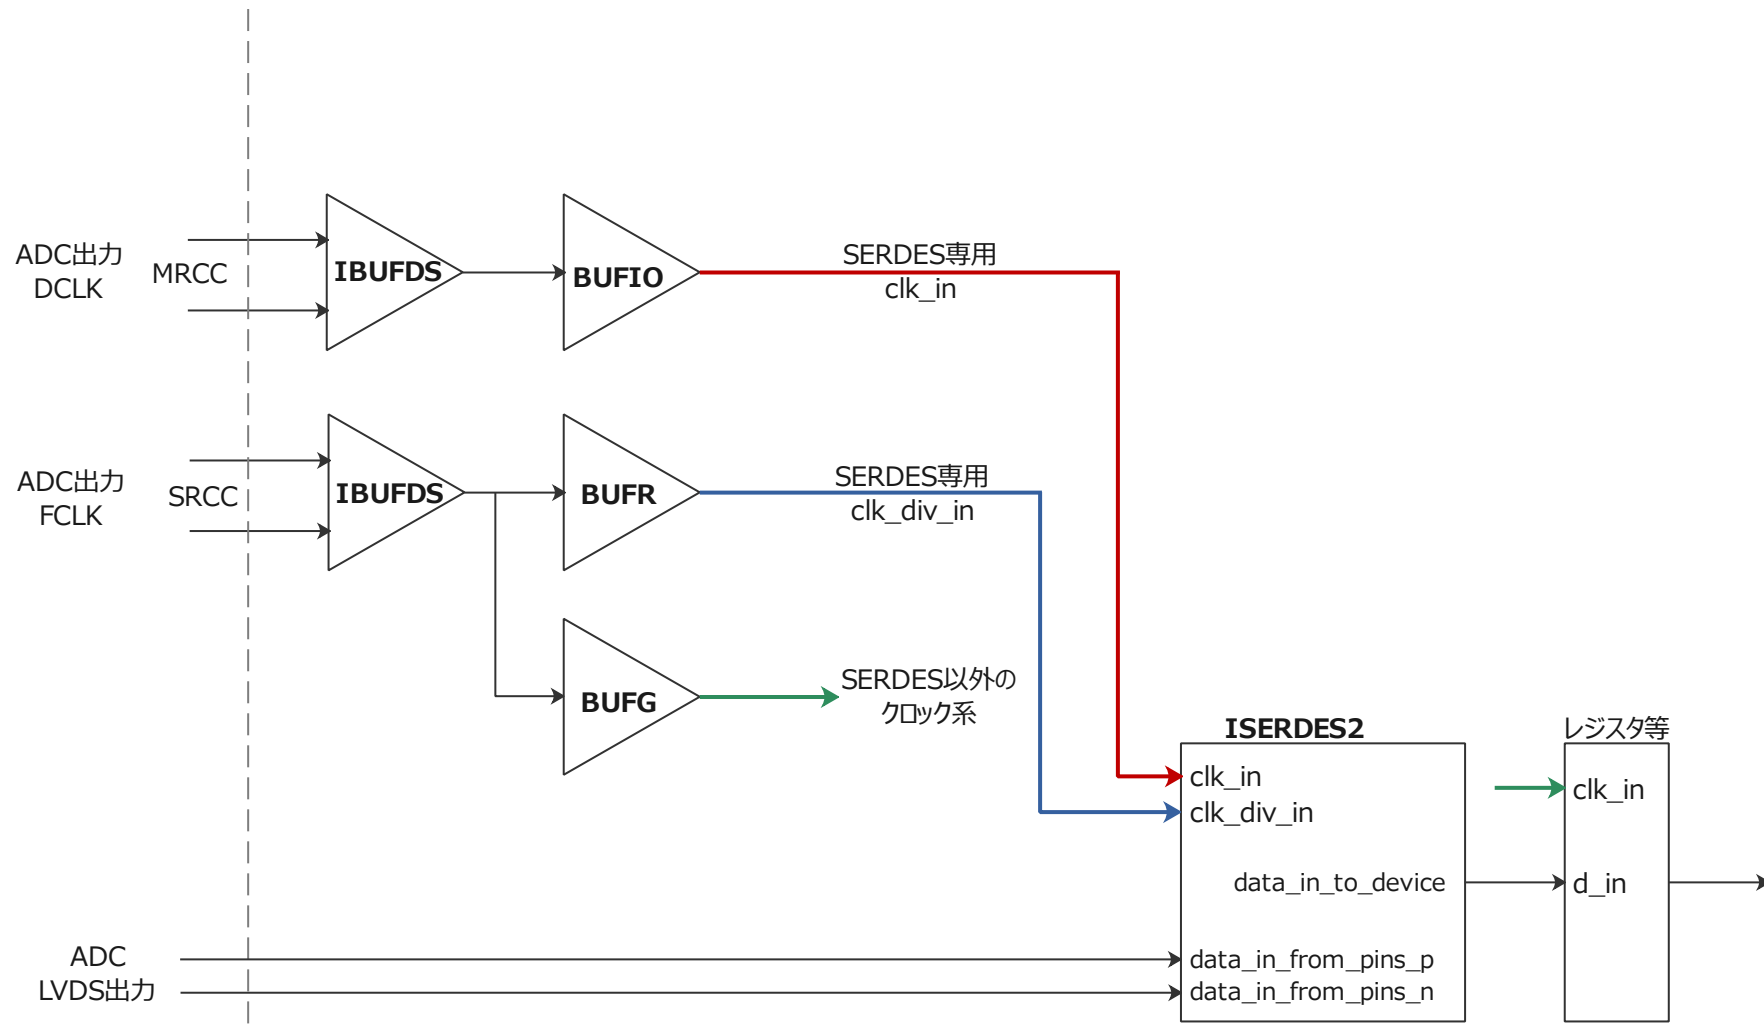 ADC出力
DCLK
MRCC
IBUFDS
BUFIO
SERDES専用
clk_in
ADC出力
FCLK
SRCC
IBUFDS
BUFR
SERDES専用
clk_div_in
BUFG
SERDES以外の
クロック系
ISERDES2
レジスタ等
clk_in
clk_div_in
clk_in
data_in_to_device
d_in
ADC
LVDS出力
data_in_from_pins_p
data_in_from_pins_n